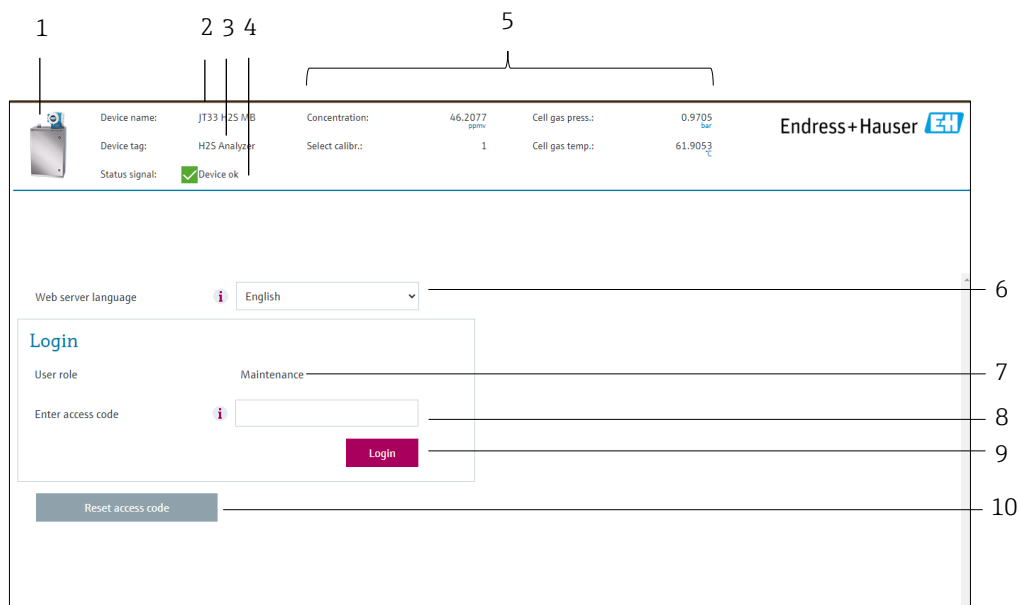 1 2 3 4 5
Device name: JT33 H2S MB Concentration: 46.2077 ppmv Cell gas press.: 0.9705 bar
Endress+Hauser EH
Device tag: H2S Analyzer Select calibr.: 1 Cell gas temp.: 61.9053 °C
Status signal: Device ok
Web server language i English 6
Login
User role Maintenance 7
Enter access code i 8
Login 9
Reset access code 10